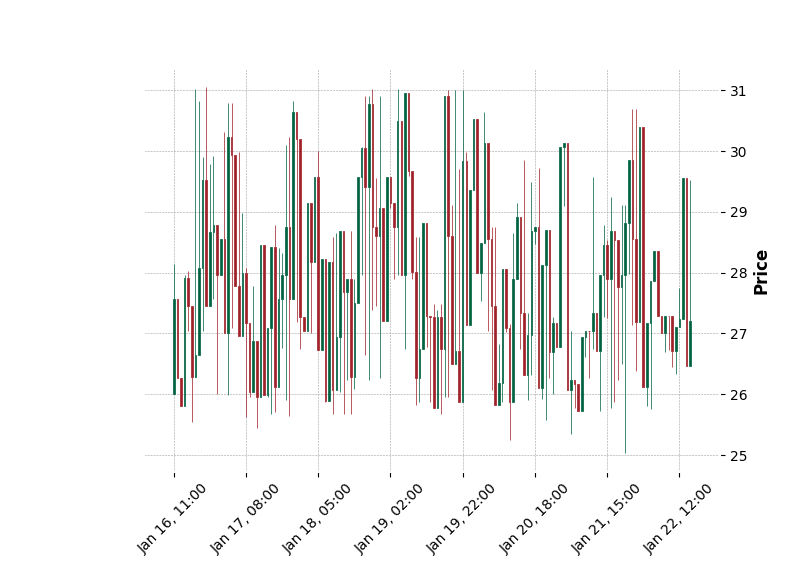 31
30
29
28
27
26
25
Price
Jan 16, 11:00
Jan 17, 08:00
Jan 18, 05:00
Jan 19, 02:00
Jan 19, 22:00
Jan 20, 18:00
Jan 21, 15:00
Jan 22, 12:00